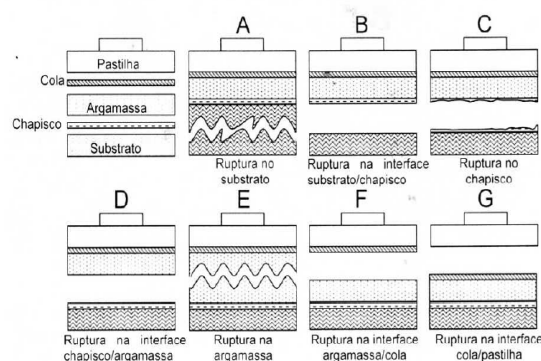 A
B
C
Pastilha
Cola
Argamassa
Chapisco
Substrato
Ruptura no
substrato
Ruptura na interface
substrato/chapisco
Ruptura no
chapisco
D
E
F
G
Ruptura na interface
chapisco/argamassa
Ruptura na
argamassa
Ruptura na interface
argamassa/cola
Ruptura na interface
cola/pastilha